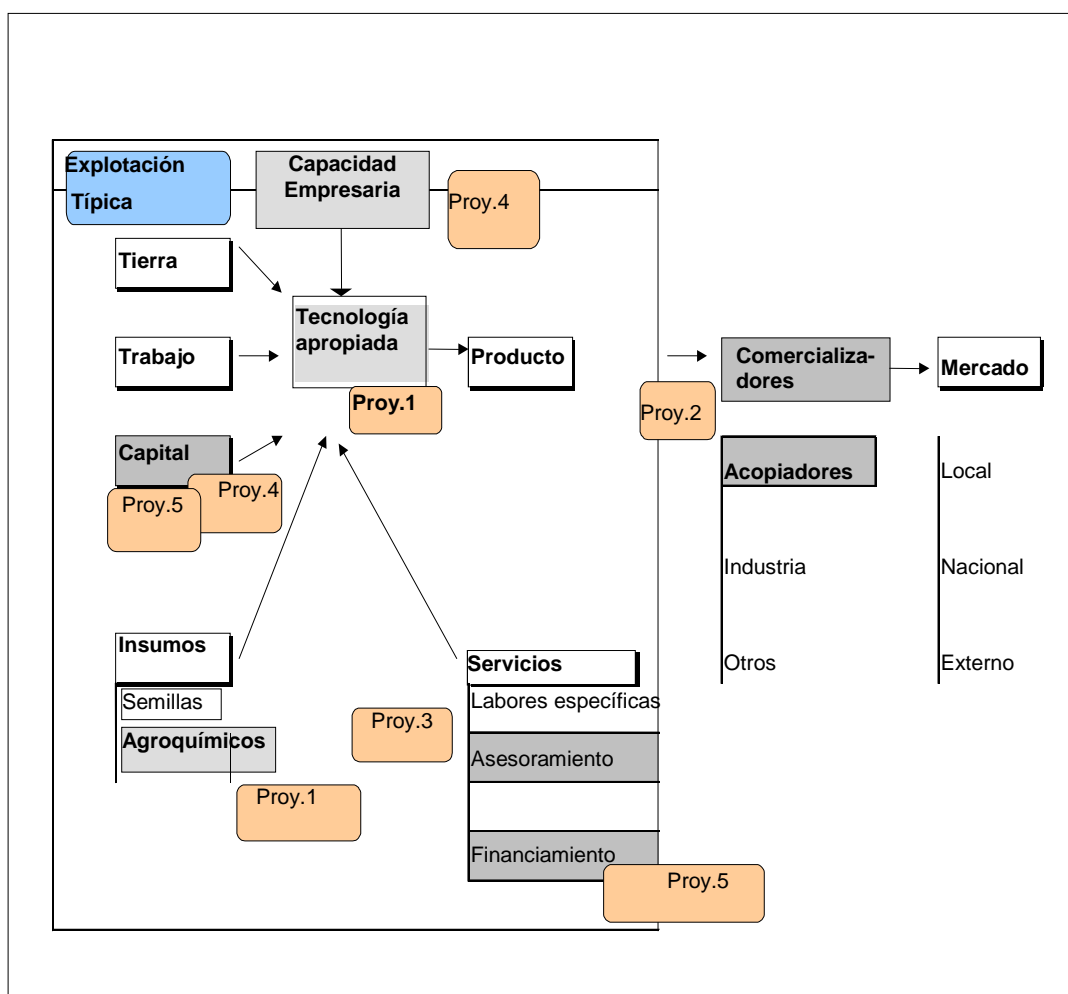 Explotación
Típica
Capacidad
Empresaria
Proy.4
Tierra
Tecnología
apropiada
Trabajo
Producto
Comercializa-
dores
Mercado
Proy.1
Proy.2
Capital
Proy.4
Proy.5
Acopiadores
Local
Industria
Nacional
Insumos
Servicios
Otros
Externo
Semillas
Labores específicas
Proy.3
Agroquímicos
Asesoramiento
Proy.1
Financiamiento
Proy.5